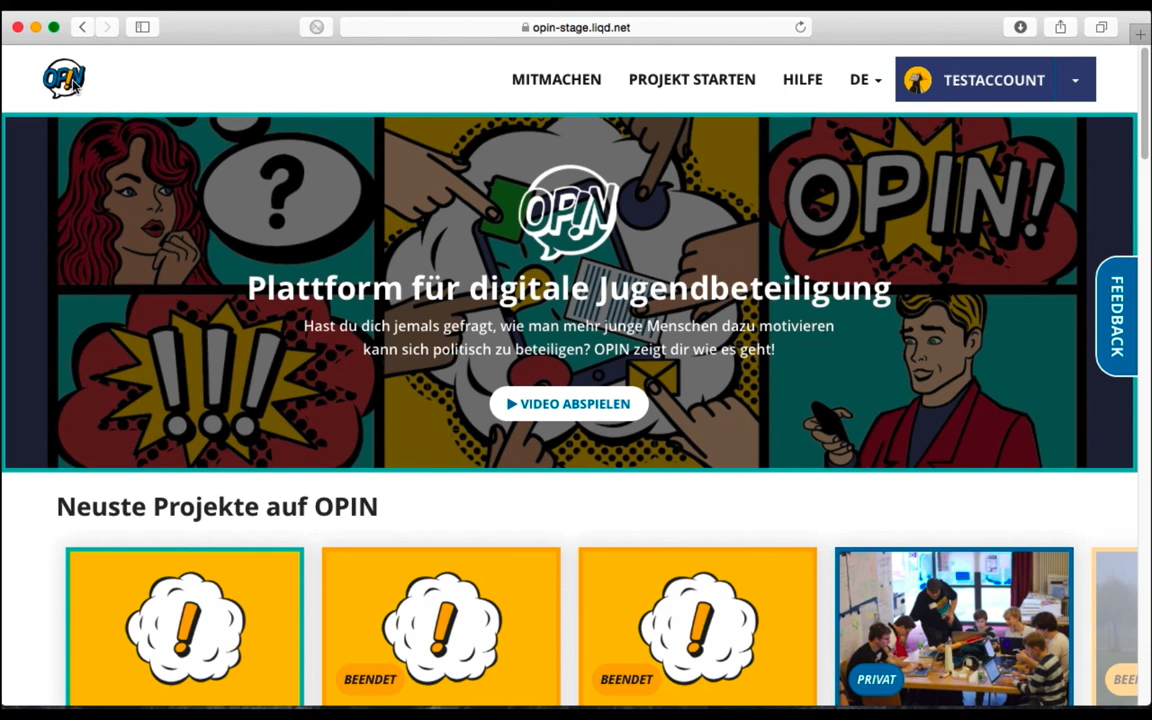 opin-stage.liqd.net
OPIN
MITMACHEN
PROJEKT STARTEN
HILFE
DE
TESTACCOUNT
?
OPIN
OPIN!
Plattform für digitale Jugendbeteiligung
Hast du dich jemals gefragt, wie man mehr junge Menschen dazu motivieren
kann sich politisch zu beteiligen? OPIN zeigt dir wie es geht!
!!!
VIDEO ABSPIELEN
FEEDBACK
Neuste Projekte auf OPIN
!
!
!
BEENDET
BEENDET
PRIVAT